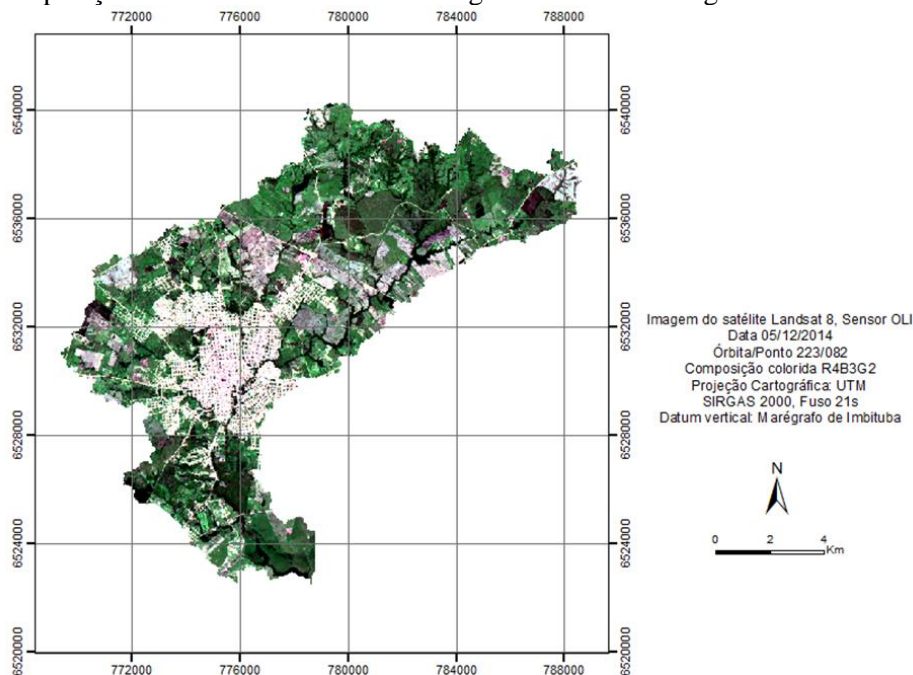 772000 776000 780000 784000 788000
6540000 6540000
6536000 6536000
6532000 6532000
6528000 6528000
6524000 6524000
6520000 6520000
772000 776000 780000 784000 788000
Imagem do satélite Landsat 8, Sensor OLI
Data 05/12/2014
Órbita/Ponto 223/082
Composição colorida R4B3G2
Projeção Cartográfica: UTM
SIRGAS 2000, Fuso 21s
Datum vertical: Marégrafo de Imbituba
N
0 2 4
Km